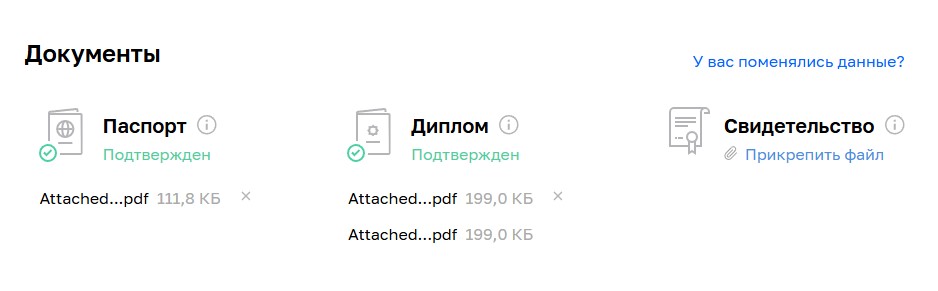 Документы
У вас поменялись данные?
Паспорт
Подтвержден
Attached...pdf 111,8 КБ
Диплом
Подтвержден
Attached...pdf 199,0 КБ
Attached...pdf 199,0 КБ
Свидетельство
Прикрепить файл